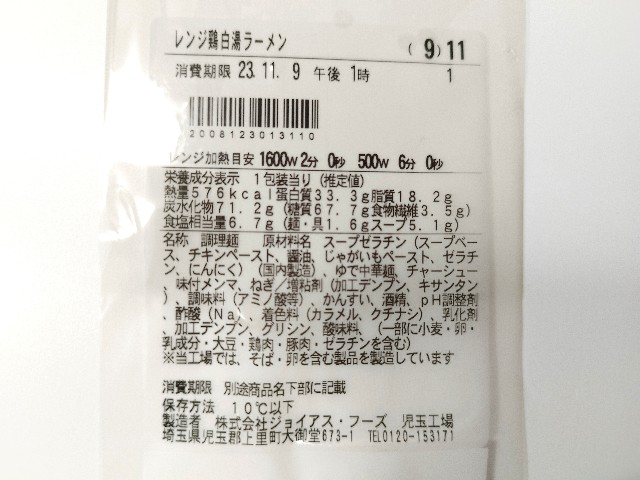 レンジ鶏白湯ラーメン
(9)11
消費期限 23.11. 9 午後 1時 1
2008123013110
レンジ加熱目安 1600W 2分 0秒 500W 6分 0秒
栄養成分表示 1包装当り(推定値)
熱量576kcal蛋白質33.3g脂質18.2g
炭水化物71.2g(糖質67.7g食物繊維3.5g)
食塩相当量6.7g(麺・具1.6gスープ5.1g)
名称 調理麺 原材料名 スープゼラチン(スープベー
ス、チキンペースト、醤油、じゃがいもペースト、ゼラチ
ン、にんにく)(国内製造)、ゆで中華麺、チャーシュー
、味付メンマ、ねぎ/増粘剤(加工デンプン、キサンタン
)、調味料(アミノ酸等)、かんすい、酒精、pH調整剤
、酢酸(Na)、着色料(カラメル、クチナシ)、乳化剤
、加工デンプン、グリシン、酸味料、(一部に小麦・卵・
乳成分・大豆・鶏肉・豚肉・ゼラチンを含む)
※当工場では、そば・卵を含む製品を製造しています
消費期限 別途商品名下部に記載
保存方法 10℃以下
製造者 株式会社ジョイアス・フーズ 児玉工場
埼玉県児玉郡上里町大御堂673-1 TEL0120-153171